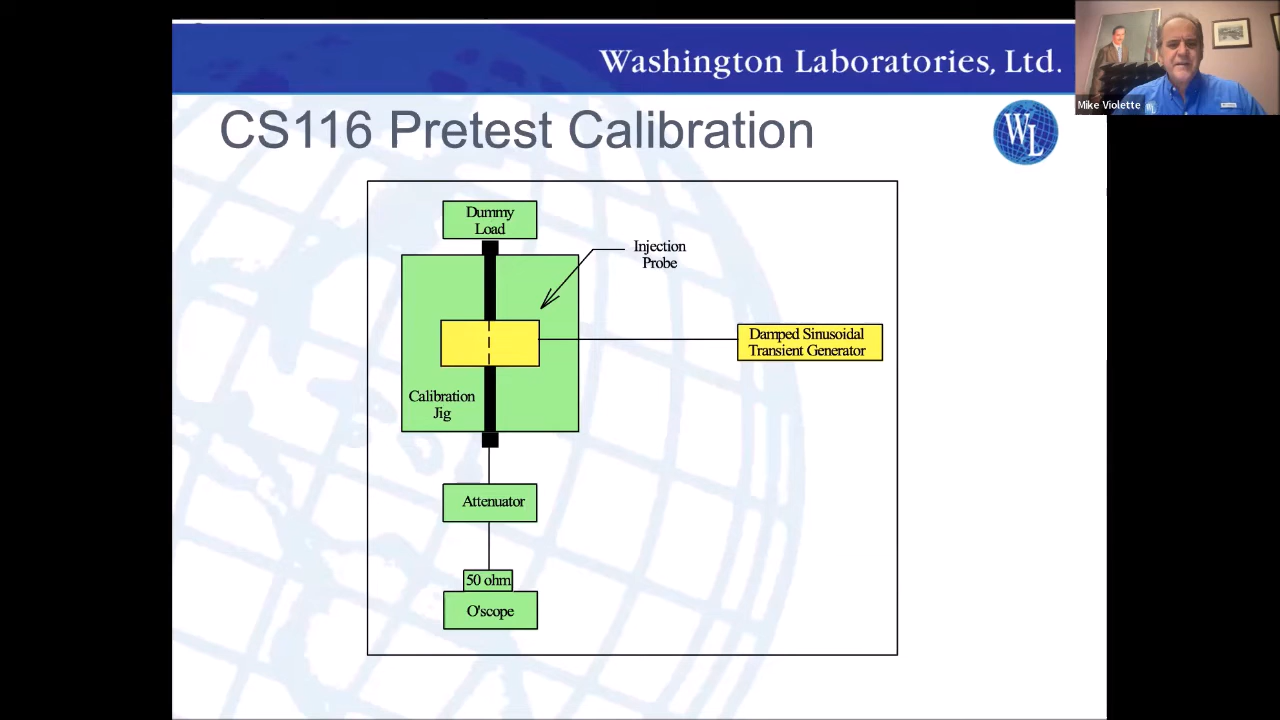 Washington Laboratories, Ltd.
Mike Violette
CS116 Pretest Calibration
WL
Dummy
Load
Injection
Probe
Damped Sinusoidal
Transient Generator
Calibration
Jig
Attenuator
50 ohm
O'scope